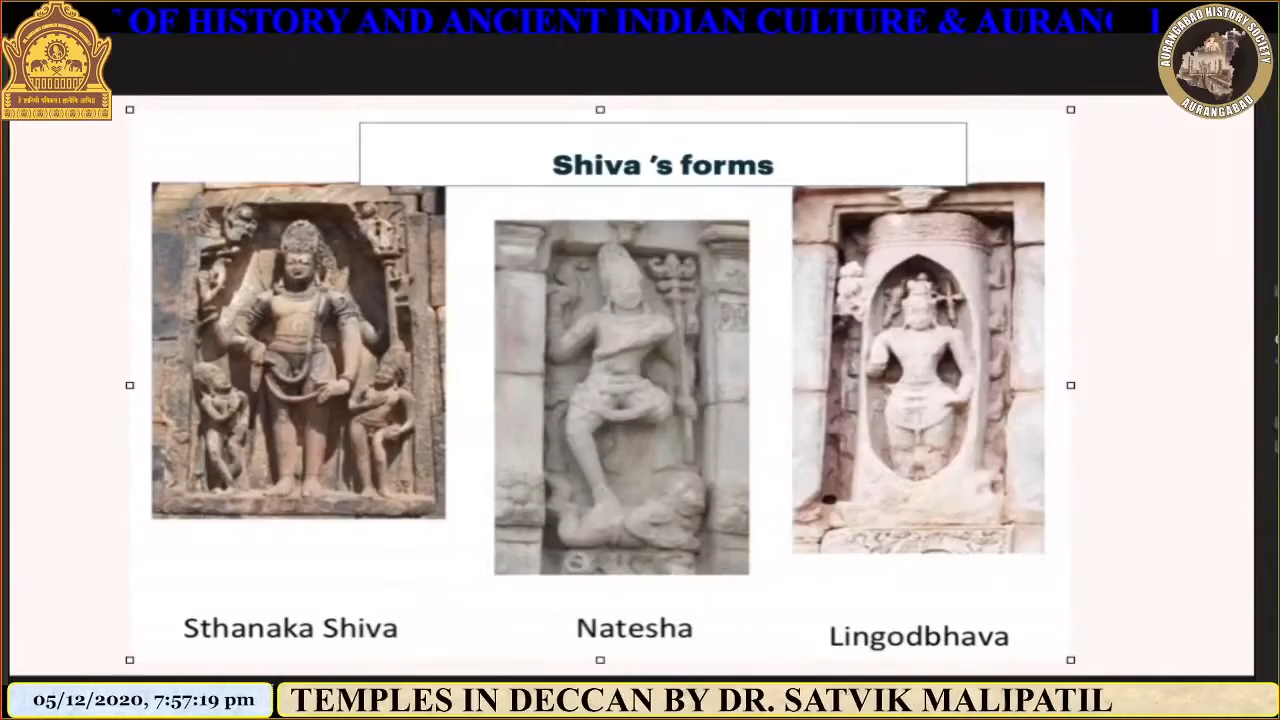 OF HISTORY AND ANCIENT INDIAN CULTURE & AURANG
AURANGABAD HISTORY SOCIETY
AURANGABAD
Shiva 's forms
Sthanaka Shiva
Natesha
Lingodbhava
05/12/2020, 7:57:19 pm
TEMPLES IN DECCAN BY DR. SATVIK MALIPATIL